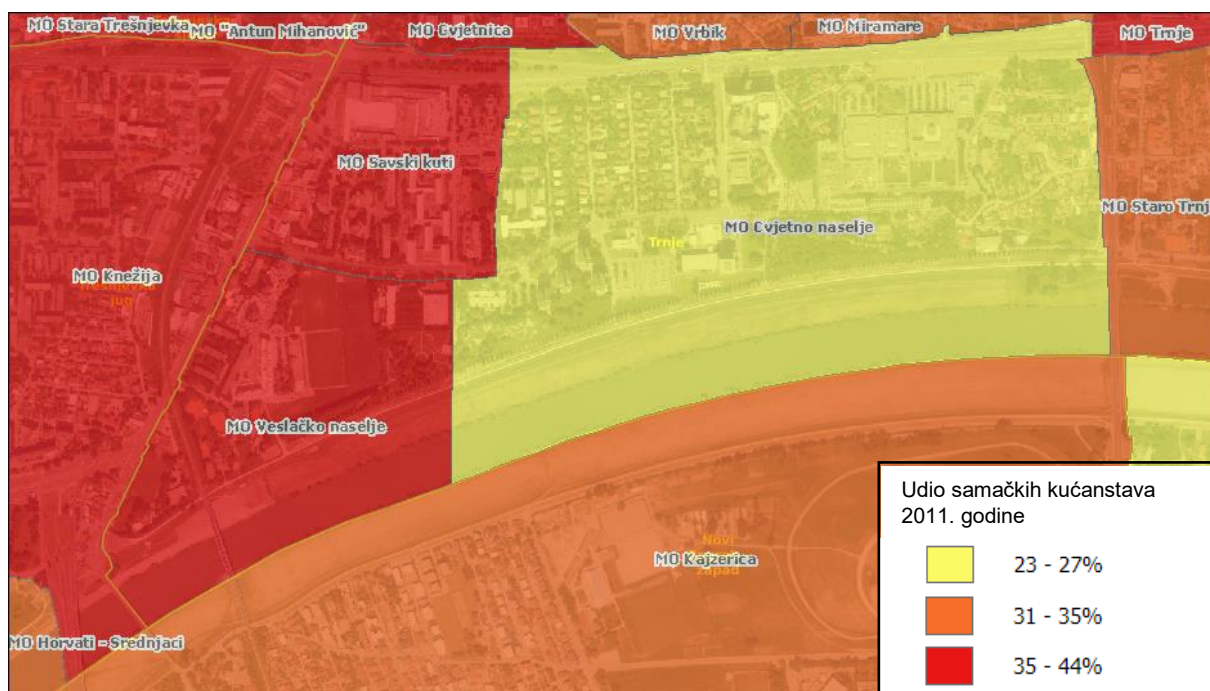 MO Stara Trešnjevka
MO "Antun Mihanović"
MO Cvjetnica
MO Vrbik
MO Miramare
MO Trnje
MO Savski kuti
MO Staro Trnj
MO Cvjetno naselje
Trnje
MO Knežija
Trešnjevka
jug
MO Veslačko naselje
Udio samačkih kućanstava
2011. godine
Novi
MO Kajzerica
zapad
23 - 27%
31 - 35%
MO Horvati - Srednjaci
35 - 44%